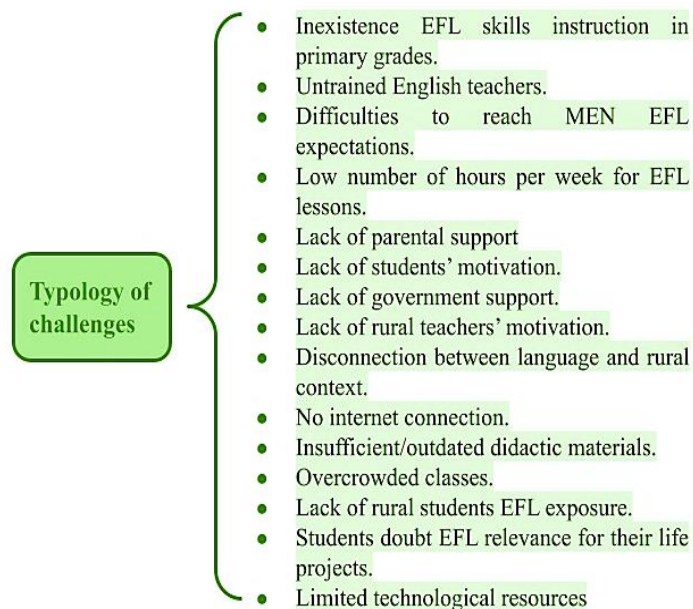 Typology of
challenges
• Inexistence EFL skills instruction in
primary grades.
• Untrained English teachers.
• Difficulties to reach MEN EFL
expectations.
• Low number of hours per week for EFL
lessons.
• Lack of parental support
• Lack of students’ motivation.
• Lack of government support.
• Lack of rural teachers’ motivation.
• Disconnection between language and rural
context.
• No internet connection.
• Insufficient/outdated didactic materials.
• Overcrowded classes.
• Lack of rural students EFL exposure.
• Students doubt EFL relevance for their life
projects.
• Limited technological resources